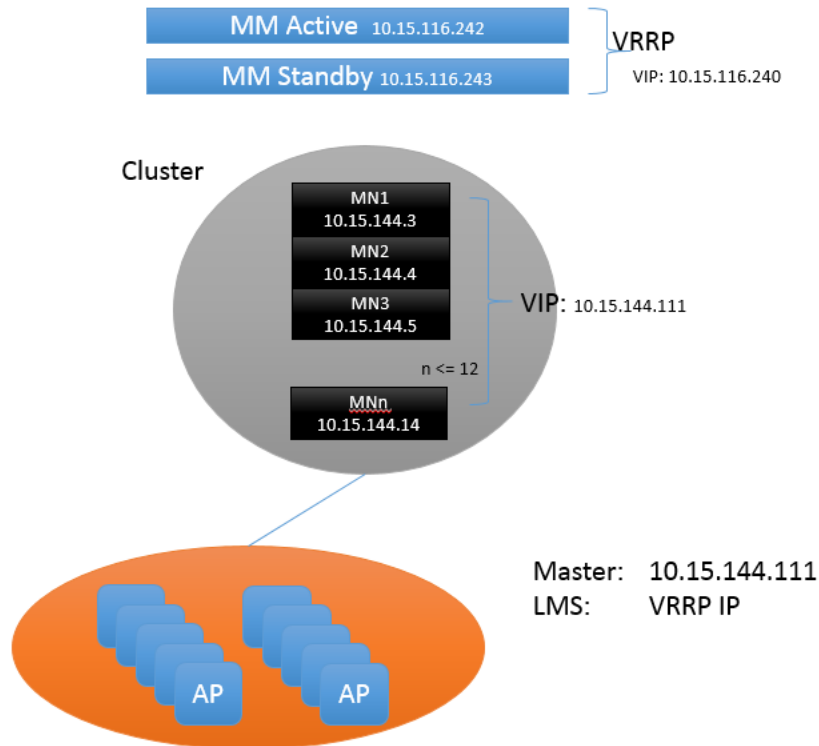 MM Active 10.15.116.242
MM Standby 10.15.116.243
VRRP
VIP: 10.15.116.240
Cluster
MN1
10.15.144.3
MN2
10.15.144.4
MN3
10.15.144.5
VIP: 10.15.144.111
n <= 12
MNn
10.15.144.14
Master: 10.15.144.111
LMS: VRRP IP
AP
AP